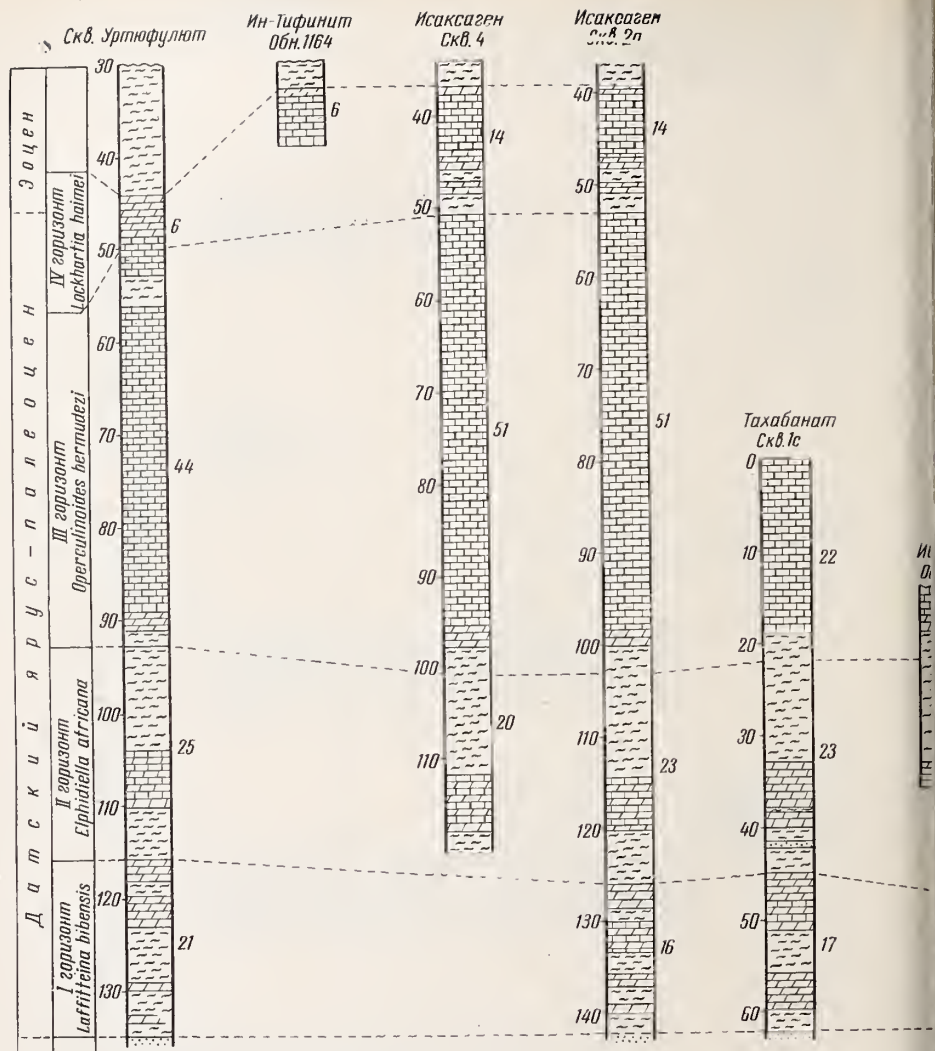 Скв. Уртюфулют
Ин-Тифинит
Обн. 1164
Исаксаген
Скв. 4
Исаксаген
Тахабанат
Скв. 1с
Эоцен
Датский ярус – палеоцен
IV горизонт
Lockhartia haimei
III горизонт
Operculinoides bermudezi
II горизонт
Elphidiella africana
I горизонт
Laffitteina bibensis
30
40
50
60
70
80
90
100
110
120
130
6
44
25
21
6
40
50
60
70
80
90
100
110
14
51
20
40
50
60
70
80
90
100
110
120
130
140
14
51
23
16
0
10
20
30
40
50
60
22
23
17